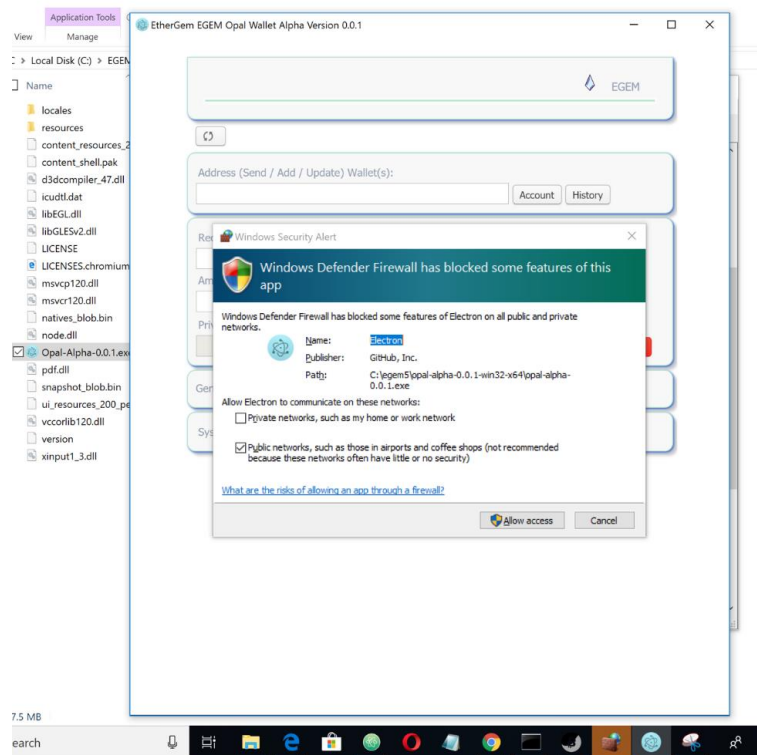 Application Tools
View
Manage
Local Disk (C:) > EGEM
Name
locales
resources
content_resources_2
content_shell.pak
d3dcompiler_47.dll
icudtl.dat
libEGL.dll
libGLESv2.dll
LICENSE
LICENSES.chromium
msvcp120.dll
msvcr120.dll
natives_blob.bin
node.dll
Opal-Alpha-0.0.1.exe
pdf.dll
snapshot_blob.bin
ui_resources_200_pe
vccorlib120.dll
version
xinput1_3.dll
7.5 MB
earch
EtherGem EGEM Opal Wallet Alpha Version 0.0.1
EGEM
Address (Send / Add / Update) Wallet(s):
Account
History
Rec
Am
Priv
Gen
Sys
Windows Security Alert
Windows Defender Firewall has blocked some features of this
app
Windows Defender Firewall has blocked some features of Electron on all public and private
networks.
Name: Electron
Publisher: GitHub, Inc.
Path: C:\egem5\opal-alpha-0.0.1-win32-x64\opal-alpha-
0.0.1.exe
Allow Electron to communicate on these networks:
Private networks, such as my home or work network
Public networks, such as those in airports and coffee shops (not recommended
because these networks often have little or no security)
What are the risks of allowing an app through a firewall?
Allow access
Cancel